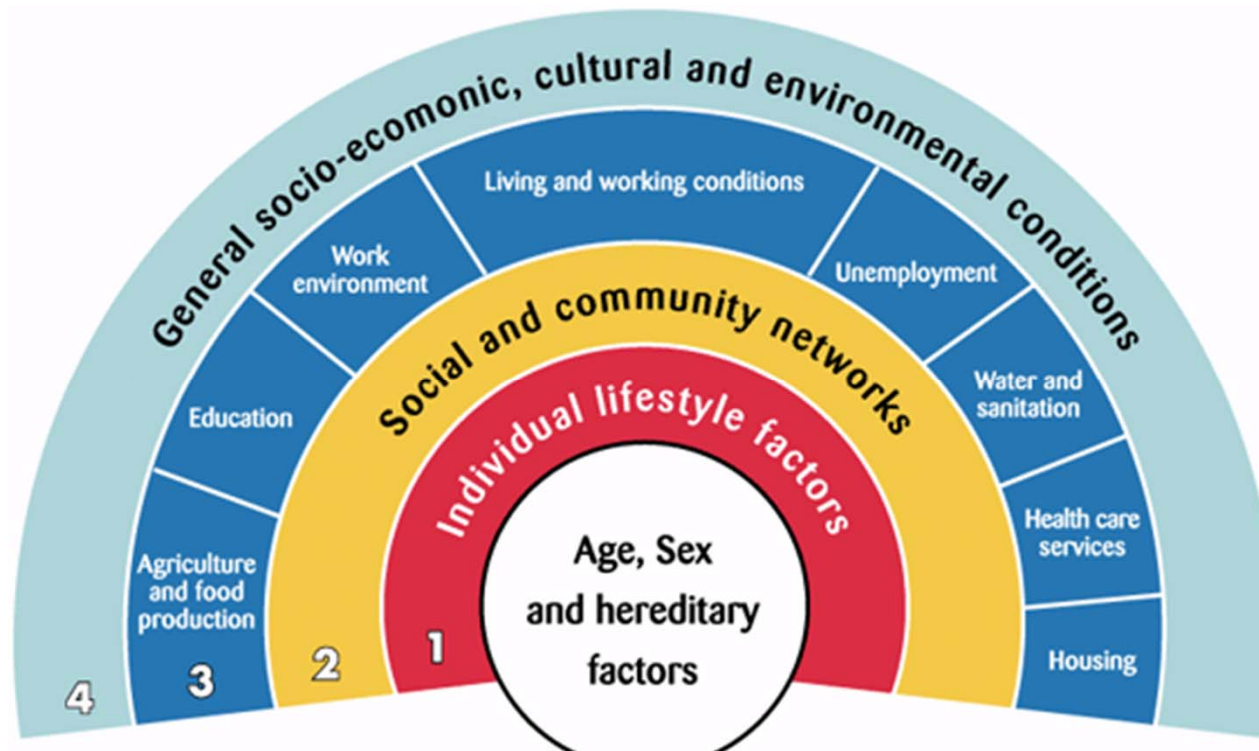 General socio-ecomonic, cultural and environmental conditions
Living and working conditions
Work
environment
Unemployment
Education
Water and
sanitation
Agriculture
and food
production
Health care
services
Housing
Social and community networks
Individual lifestyle factors
Age, Sex
and hereditary
factors
4
3
2
1